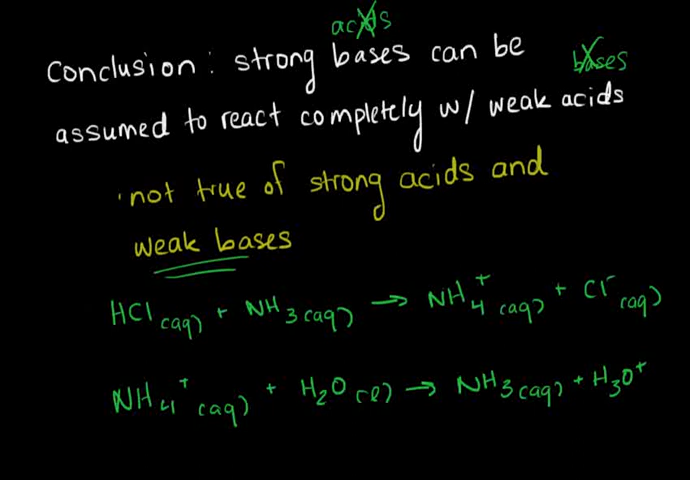 acids
Conclusion: strong bases can be
bases
assumed to react completely w/ weak acids
· not true of strong acids and
weak bases
HCl (aq) + NH3 (aq) → NH4+ (aq) + Cl- (aq)
NH4+ (aq) + H2O (l) → NH3 (aq) + H3O+